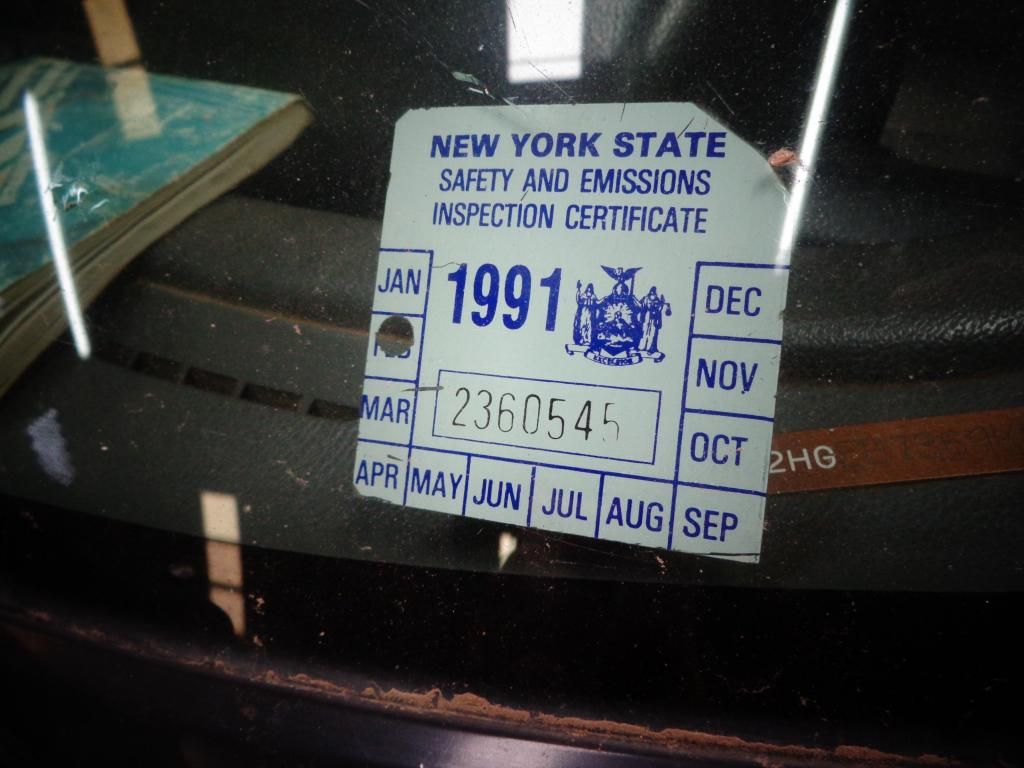 NEW YORK STATE
SAFETY AND EMISSIONS
INSPECTION CERTIFICATE
JAN
1991
DEC
EXCELSIOR
NOV
MAR
2360545
OCT
2HG
APR MAY JUN JUL AUG SEP